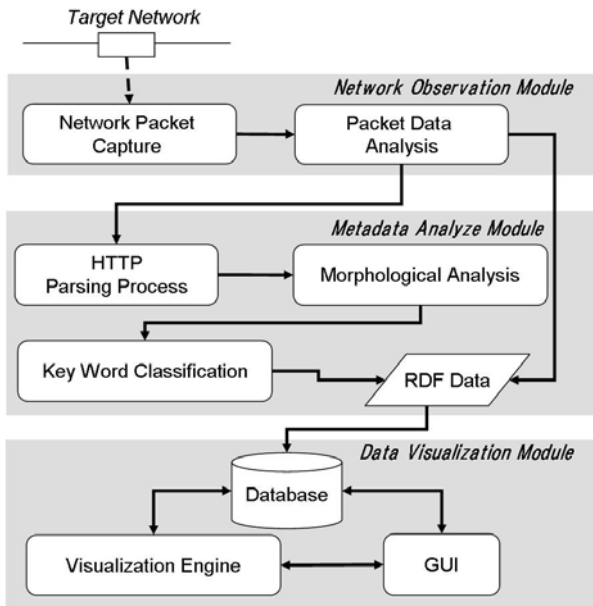 Target Network
Network Observation Module
Network Packet
Capture
Packet Data
Analysis
Metadata Analyze Module
HTTP
Parsing Process
Morphological Analysis
Key Word Classification
RDF Data
Data Visualization Module
Database
Visualization Engine
GUI